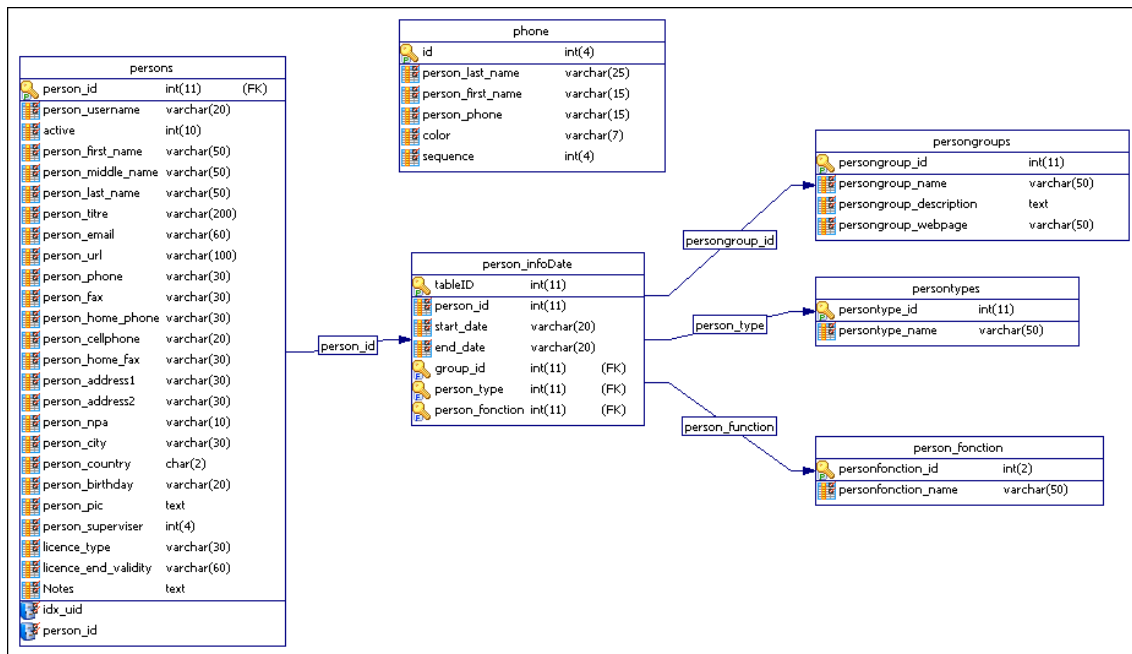 phone
id int(4)
person_last_name varchar(25)
person_first_name varchar(15)
person_phone varchar(15)
color varchar(7)
sequence int(4)
persons
person_id int(11) (FK)
person_username varchar(20)
active int(10)
person_first_name varchar(50)
person_middle_name varchar(50)
person_last_name varchar(50)
person_titre varchar(200)
person_email varchar(60)
person_url varchar(100)
person_phone varchar(30)
person_fax varchar(30)
person_home_phone varchar(30)
person_cellphone varchar(20)
person_home_fax varchar(30)
person_address1 varchar(30)
person_address2 varchar(30)
person_npa varchar(10)
person_city varchar(30)
person_country char(2)
person_birthday varchar(20)
person_pic text
person_superviser int(4)
licence_type varchar(30)
licence_end_validity varchar(60)
Notes text
idx_uid
person_id
person_id
person_infoDate
tableID int(11)
person_id int(11)
start_date varchar(20)
end_date varchar(20)
group_id int(11) (FK)
person_type int(11) (FK)
person_fonction int(11) (FK)
persongroup_id
person_type
person_function
persongroups
persongroup_id int(11)
persongroup_name varchar(50)
persongroup_description text
persongroup_webpage varchar(50)
persontypes
persontype_id int(11)
persontype_name varchar(50)
person_fonction
personfonction_id int(2)
personfonction_name varchar(50)